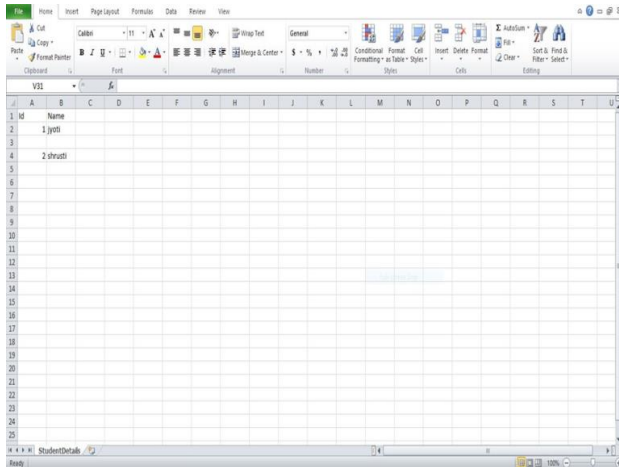 File Home Insert Page Layout Formulas Data Review View
Cut
Copy
Format Painter
Paste
Clipboard
Calibri 11 A A
B I U A
Font
Wrap Text
Merge & Center
Alignment
General
$ % ,
Number
Conditional Formatting
Format as Table
Cell Styles
Styles
Insert Delete Format
Cells
Σ AutoSum
Fill
Clear
Sort & Filter
Find & Select
Editing
V31 fx
A B C D E F G H I J K L M N O P Q R S T U
1 Id Name
2 1 jyoti
3
4 2 shrusti
5
6
7
8
9
10
11
12
13
14
15
16
17
18
19
20
21
22
23
24
25
StudentDetails
Ready 100%